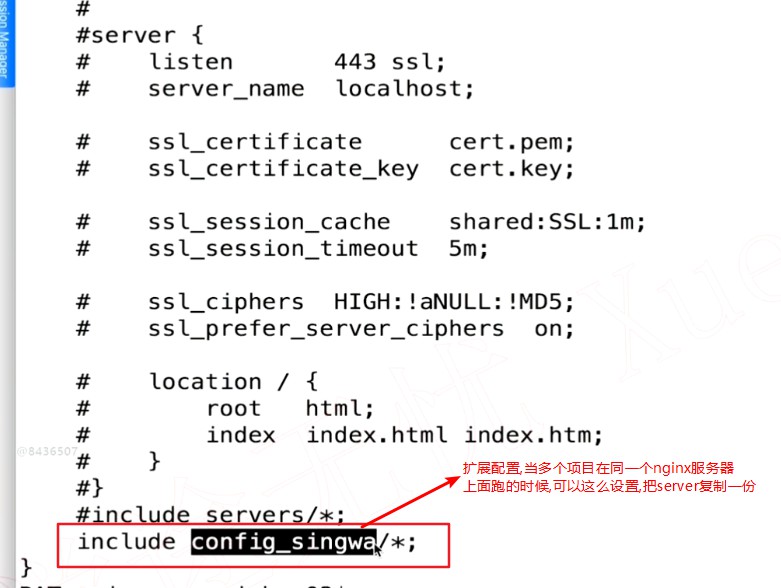 ssion Manager
#
#server {
#    listen       443 ssl;
#    server_name  localhost;
#    ssl_certificate      cert.pem;
#    ssl_certificate_key  cert.key;
#    ssl_session_cache    shared:SSL:1m;
#    ssl_session_timeout  5m;
#    ssl_ciphers  HIGH:!aNULL:!MD5;
#    ssl_prefer_server_ciphers  on;
#    location / {
#        root   html;
#        index  index.html index.htm;
@8436507
#    }
扩展配置,当多个项目在同一个nginx服务器
上面跑的时候,可以这么设置,把server复制一份
#}
#include servers/*;
include config_singwa/*;
}